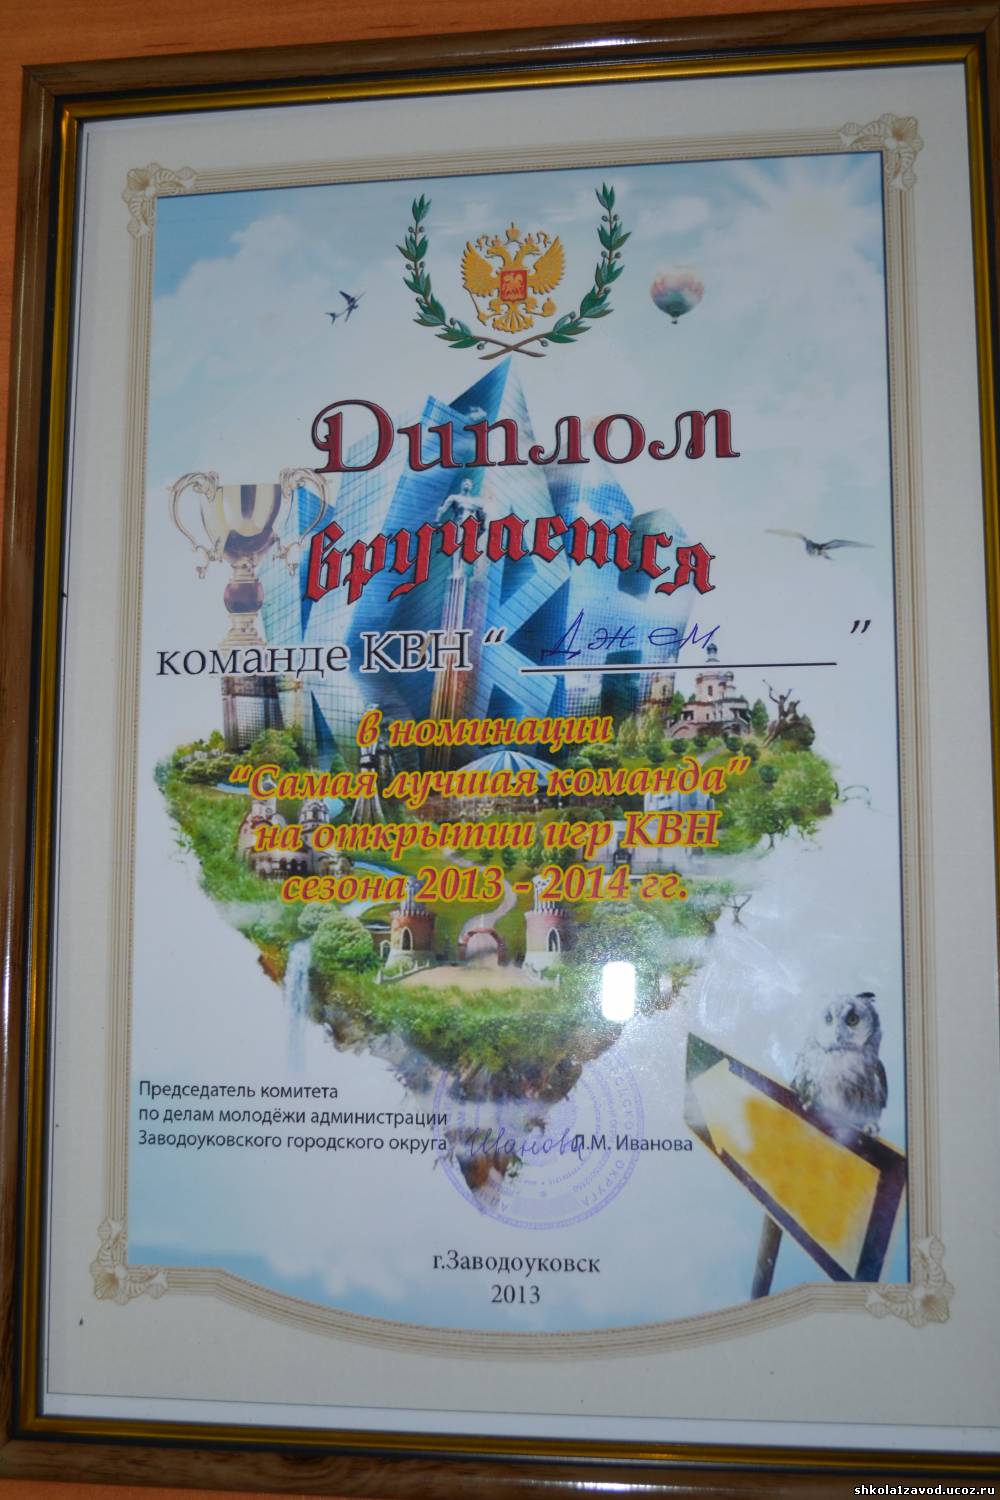 Диплом
вручается
команде КВН “ Джем ”
в номинации
“Самая лучшая команда”
на открытии игр КВН
сезона 2013 - 2014 гг.
Председатель комитета
по делам молодёжи администрации
Заводоуковского городского округа Иванова .М. Иванова
г.Заводоуковск
2013
shkola1zavod.ucoz.ru